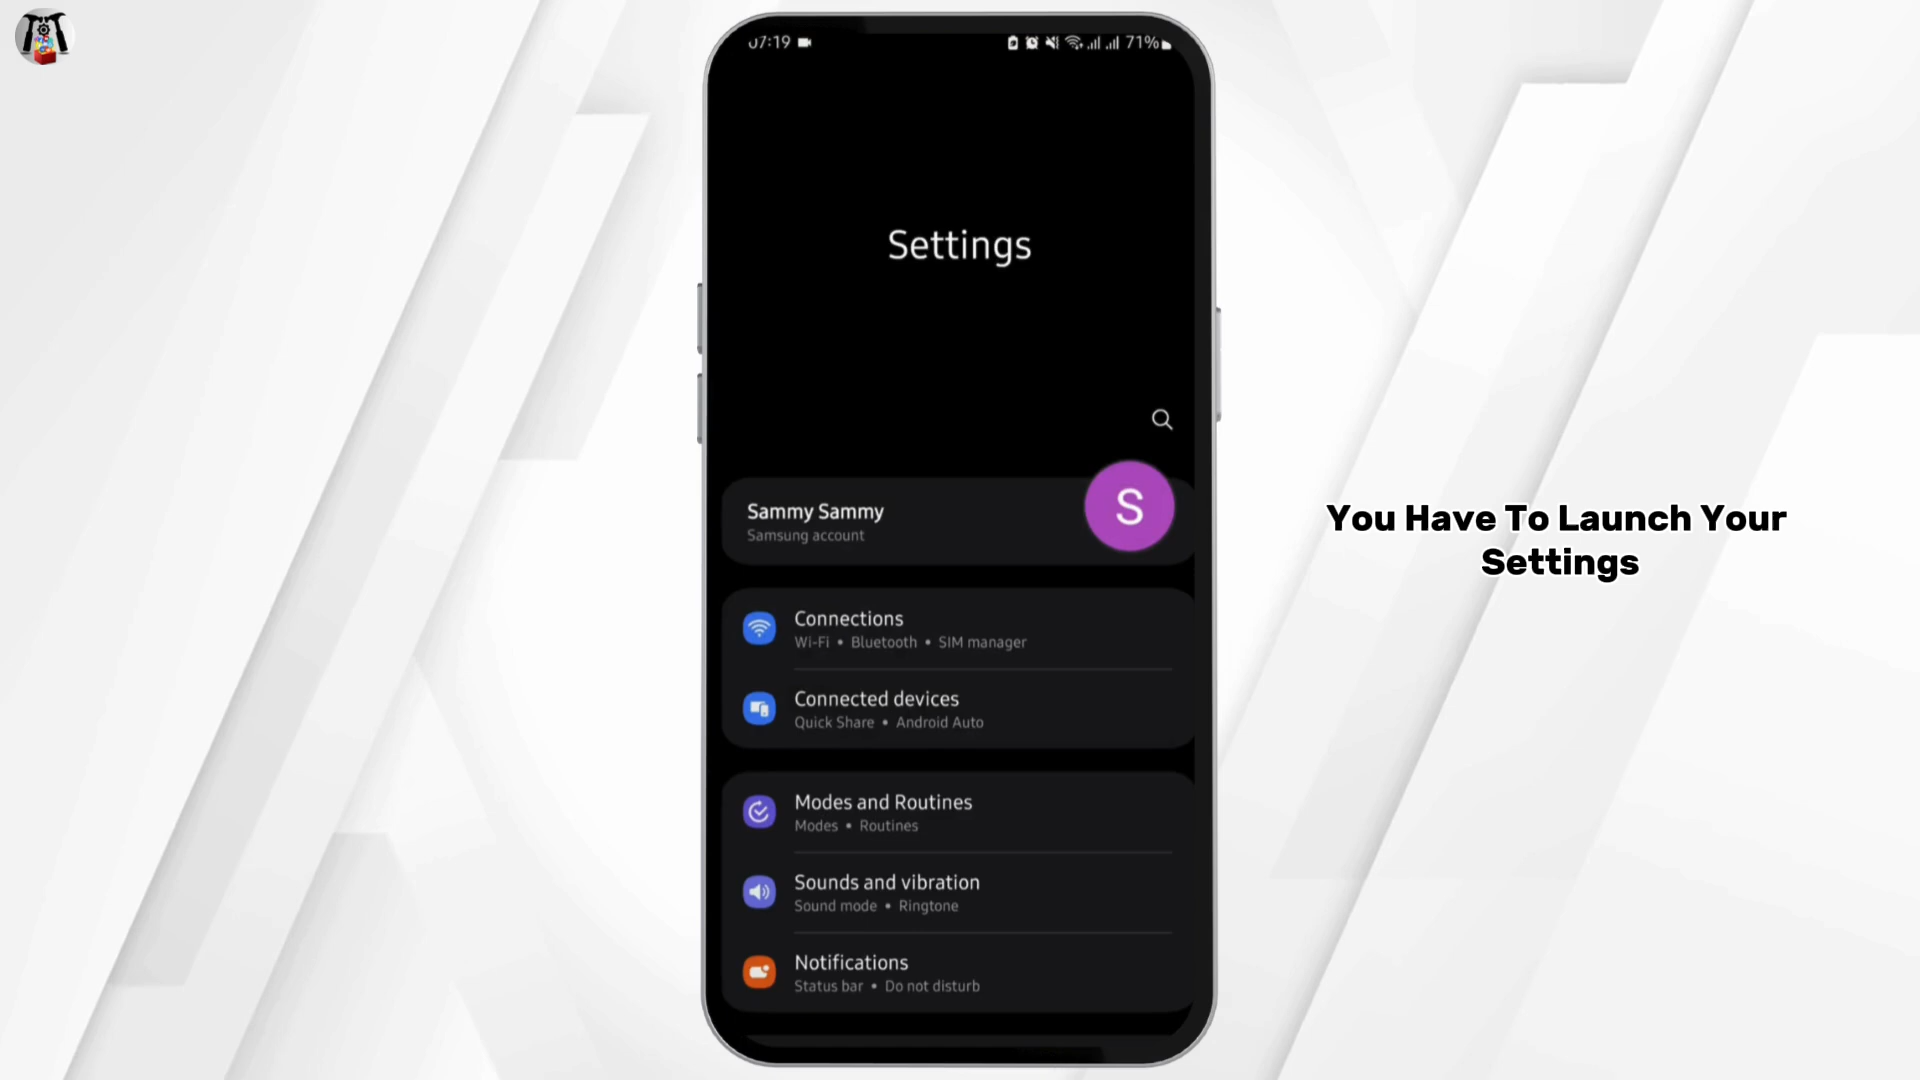 07:19
71%
Settings
Sammy Sammy
S
Samsung account
Connections
Wi-Fi • Bluetooth • SIM manager
Connected devices
Quick Share • Android Auto
Modes and Routines
Modes • Routines
Sounds and vibration
Sound mode • Ringtone
Notifications
Status bar • Do not disturb
You Have To Launch Your
Settings